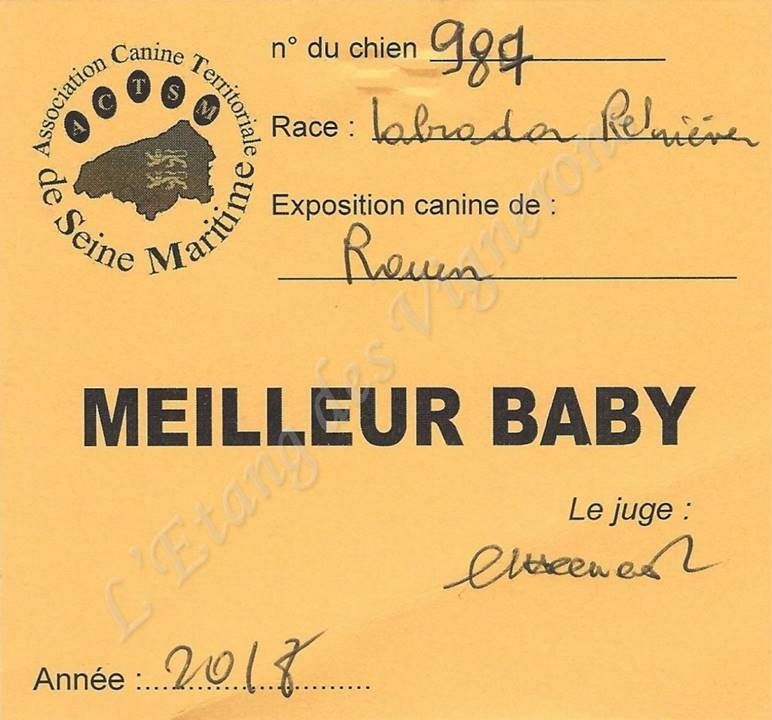 Association Canine Territoriale
ACTSM
de Seine Maritime
n° du chien 987
Race : Labrador Retriever
Exposition canine de :
Rouen
MEILLEUR BABY
Le juge :
Année :
L'Etang des Vignerons